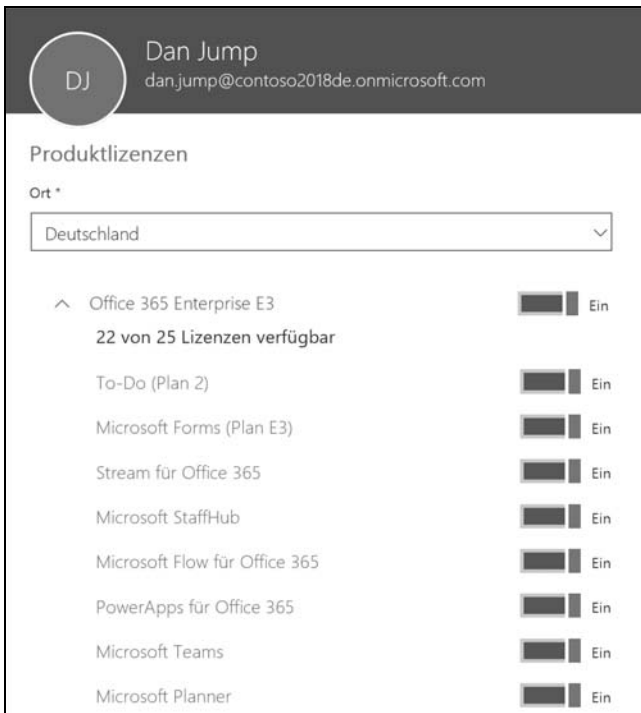 DJ
Dan Jump
dan.jump@contoso2018de.onmicrosoft.com
Produktlizenzen
Ort *
Deutschland
Office 365 Enterprise E3 Ein
22 von 25 Lizenzen verfügbar
To-Do (Plan 2) Ein
Microsoft Forms (Plan E3) Ein
Stream für Office 365 Ein
Microsoft StaffHub Ein
Microsoft Flow für Office 365 Ein
PowerApps für Office 365 Ein
Microsoft Teams Ein
Microsoft Planner Ein